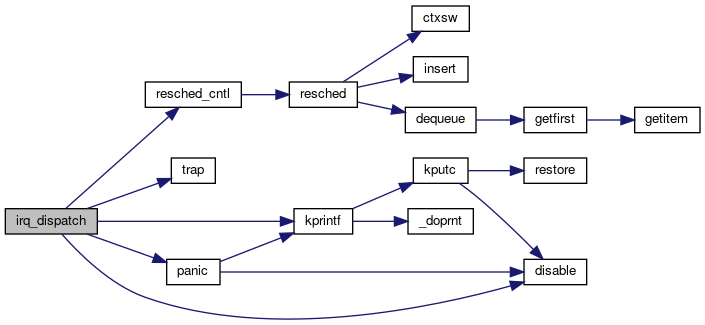 ctxsw
insert
resched_cntl
resched
dequeue
getfirst
getitem
trap
kputc
restore
irq_dispatch
kprintf
_doprnt
panic
disable